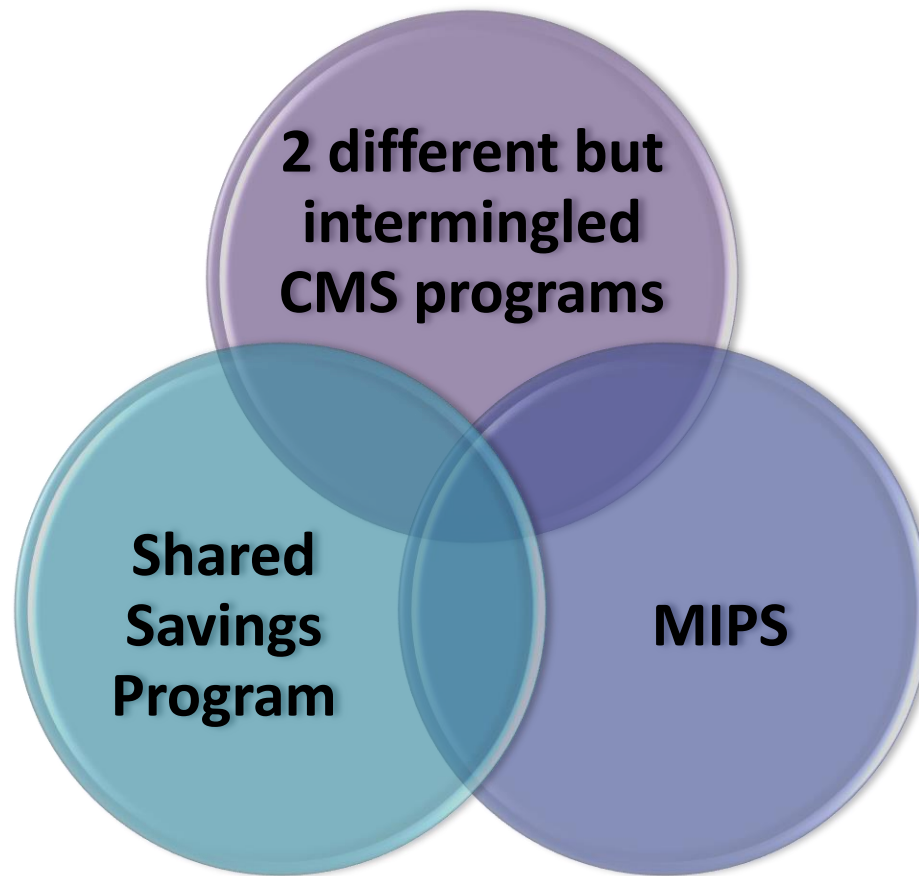 2 different but
intermingled
CMS programs
Shared
Savings
Program
MIPS